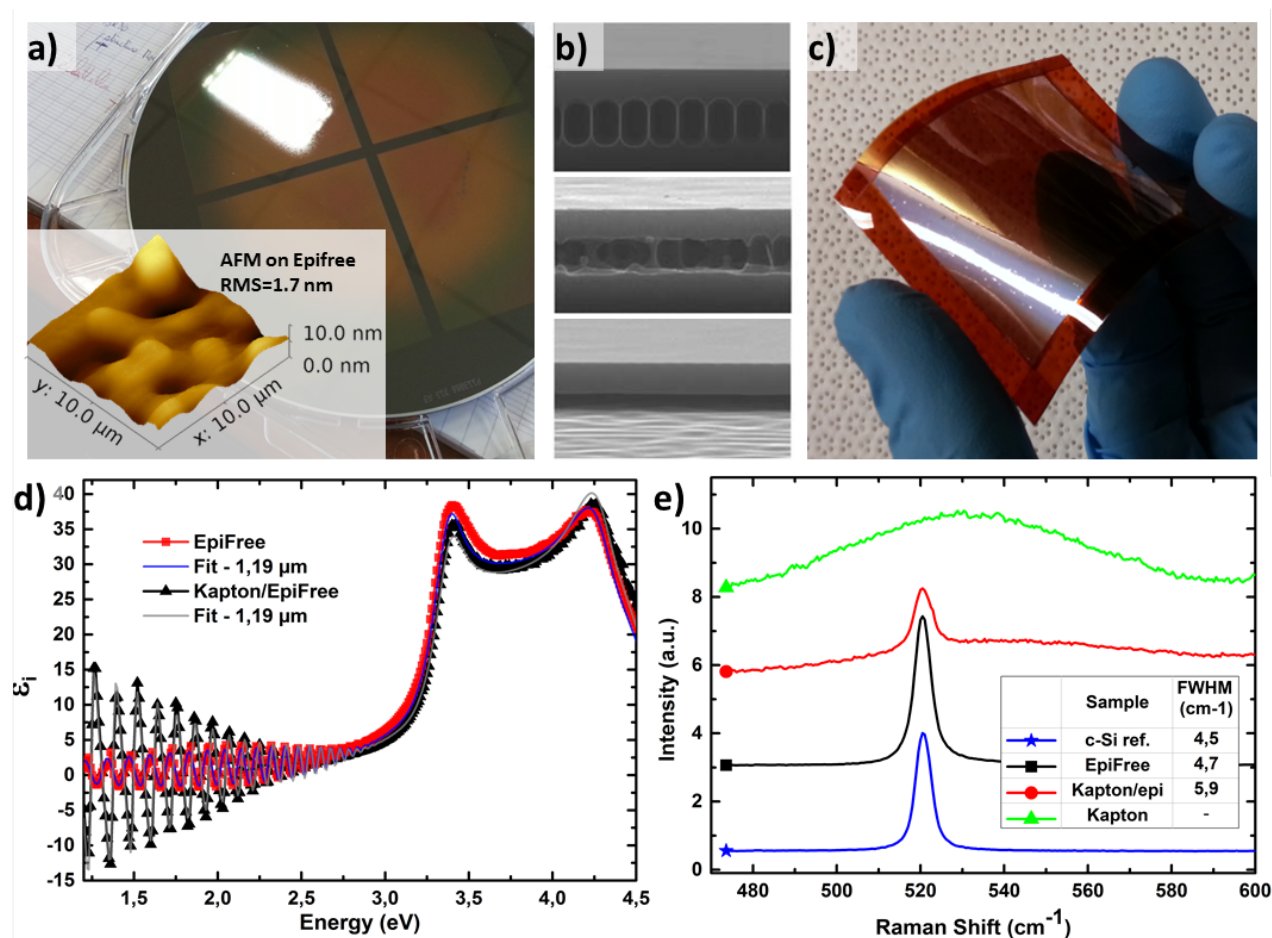 a)
AFM on Epifree
RMS=1.7 nm
10.0 nm
0.0 nm
y: 10.0 µm
x: 10.0 µm
b)
c)
d)
40
35
30
25
20
15
10
5
0
-5
-10
-15
εi
EpiFree
Fit - 1,19 µm
Kapton/EpiFree
Fit - 1,19 µm
1,5 2,0 2,5 3,0 3,5 4,0 4,5
Energy (eV)
e)
10
8
6
4
2
0
Intensity (a.u.)
Sample FWHM (cm-1)
c-Si ref. 4,5
EpiFree 4,7
Kapton/epi 5,9
Kapton -
480 500 520 540 560 580 600
Raman Shift (cm-1)